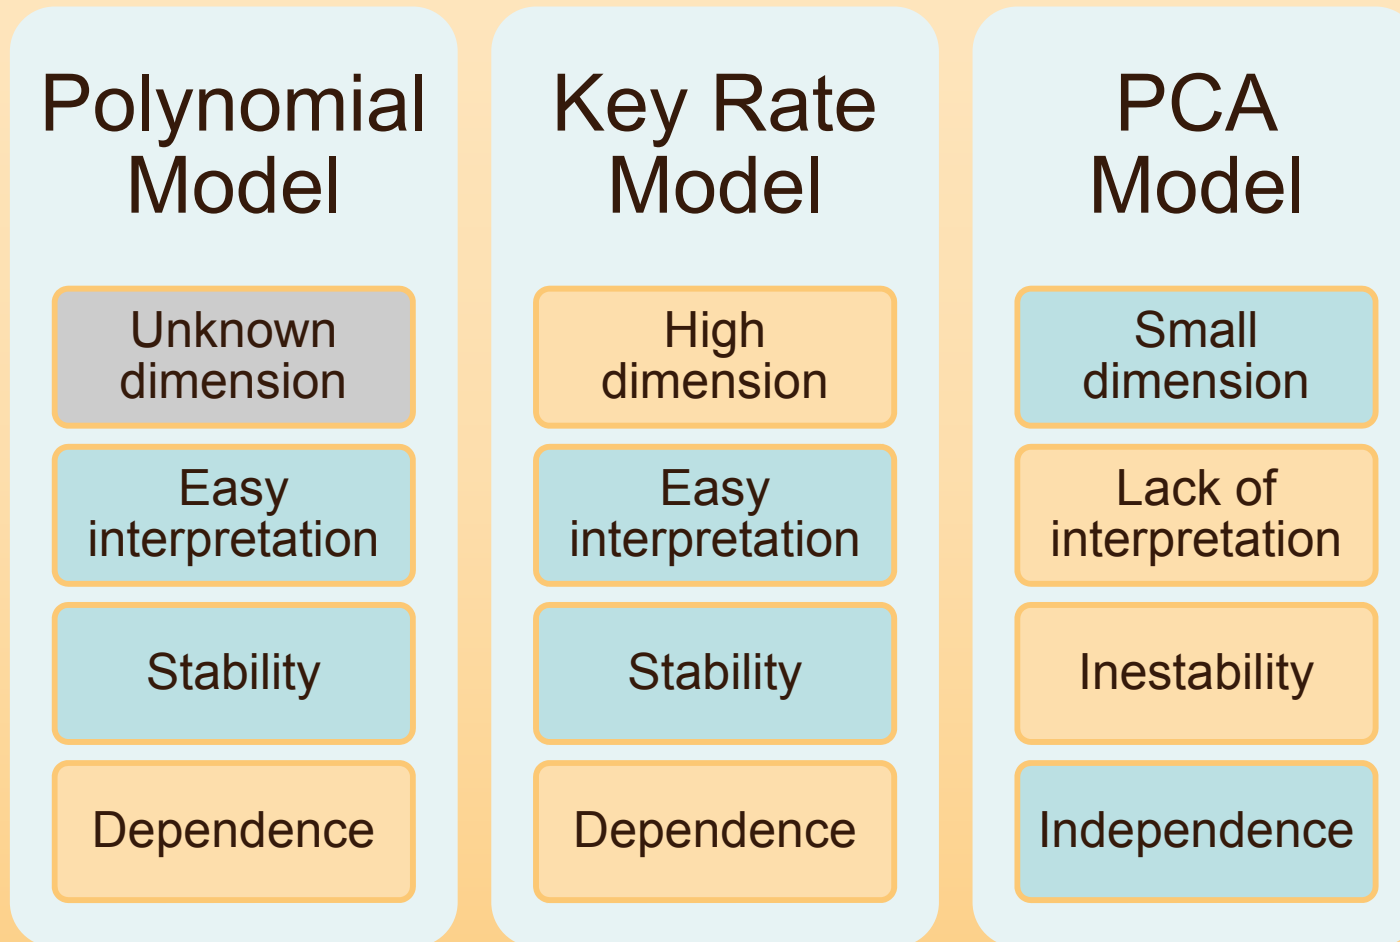 Polynomial
Model
Unknown
dimension
Easy
interpretation
Stability
Dependence
Key Rate
Model
High
dimension
Easy
interpretation
Stability
Dependence
PCA
Model
Small
dimension
Lack of
interpretation
Inestability
Independence